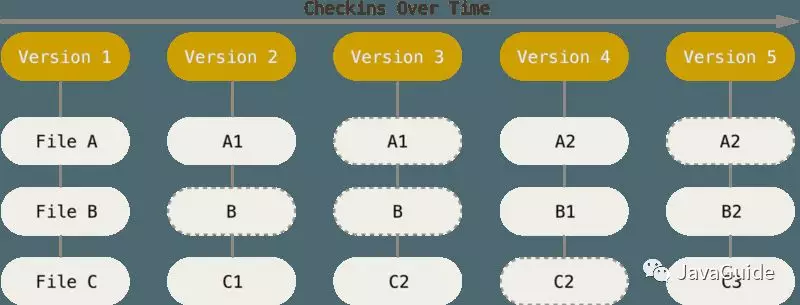 Checkins Over Time
Version 1 Version 2 Version 3 Version 4 Version 5
File A A1 A1 A2 A2
File B B B B1 B2
File C C1 C2 C2 C3
JavaGuide